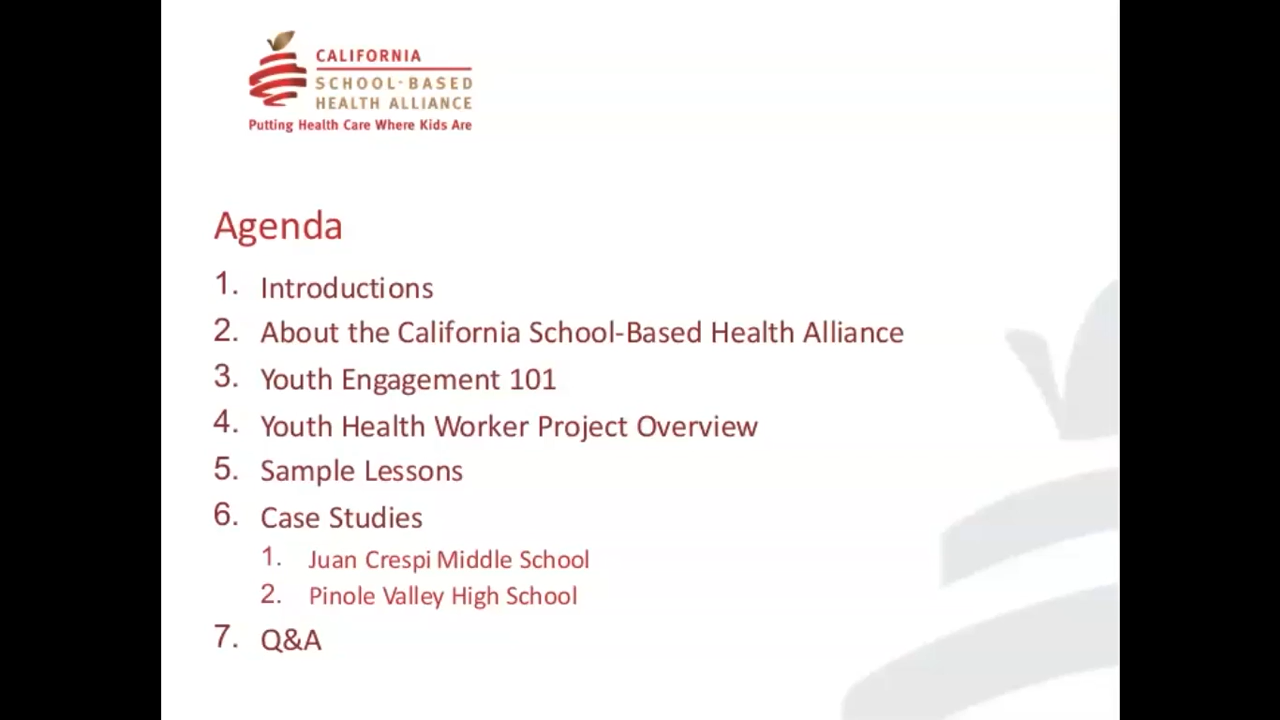 CALIFORNIA
SCHOOL-BASED
HEALTH ALLIANCE
Putting Health Care Where Kids Are
Agenda
1. Introductions
2. About the California School-Based Health Alliance
3. Youth Engagement 101
4. Youth Health Worker Project Overview
5. Sample Lessons
6. Case Studies
1. Juan Crespi Middle School
2. Pinole Valley High School
7. Q&A